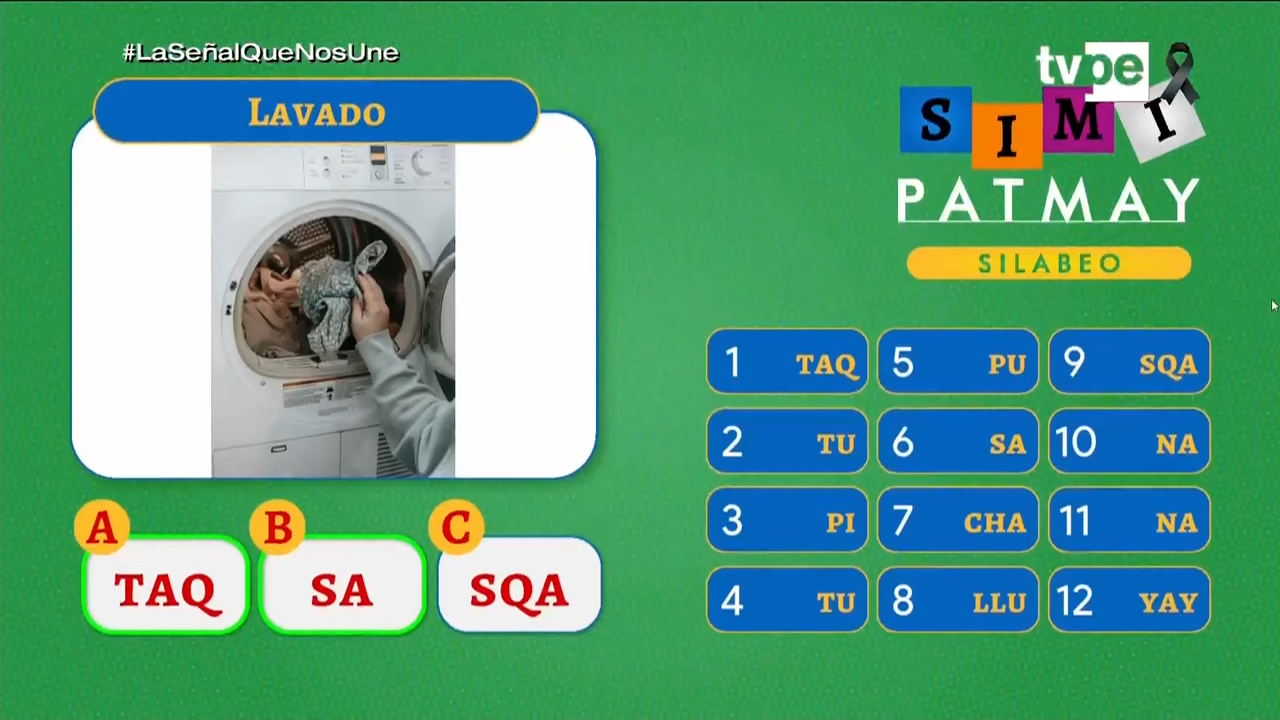 #LaSeñalQueNosUne
tvpe
LAVADO
SIMI
PATMAY
SILABEO
1 TAQ
5 PU
9 SQA
2 TU
6 SA
10 NA
3 PI
7 CHA
11 NA
4 TU
8 LLU
12 YAY
A
B
C
TAQ
SA
SQA